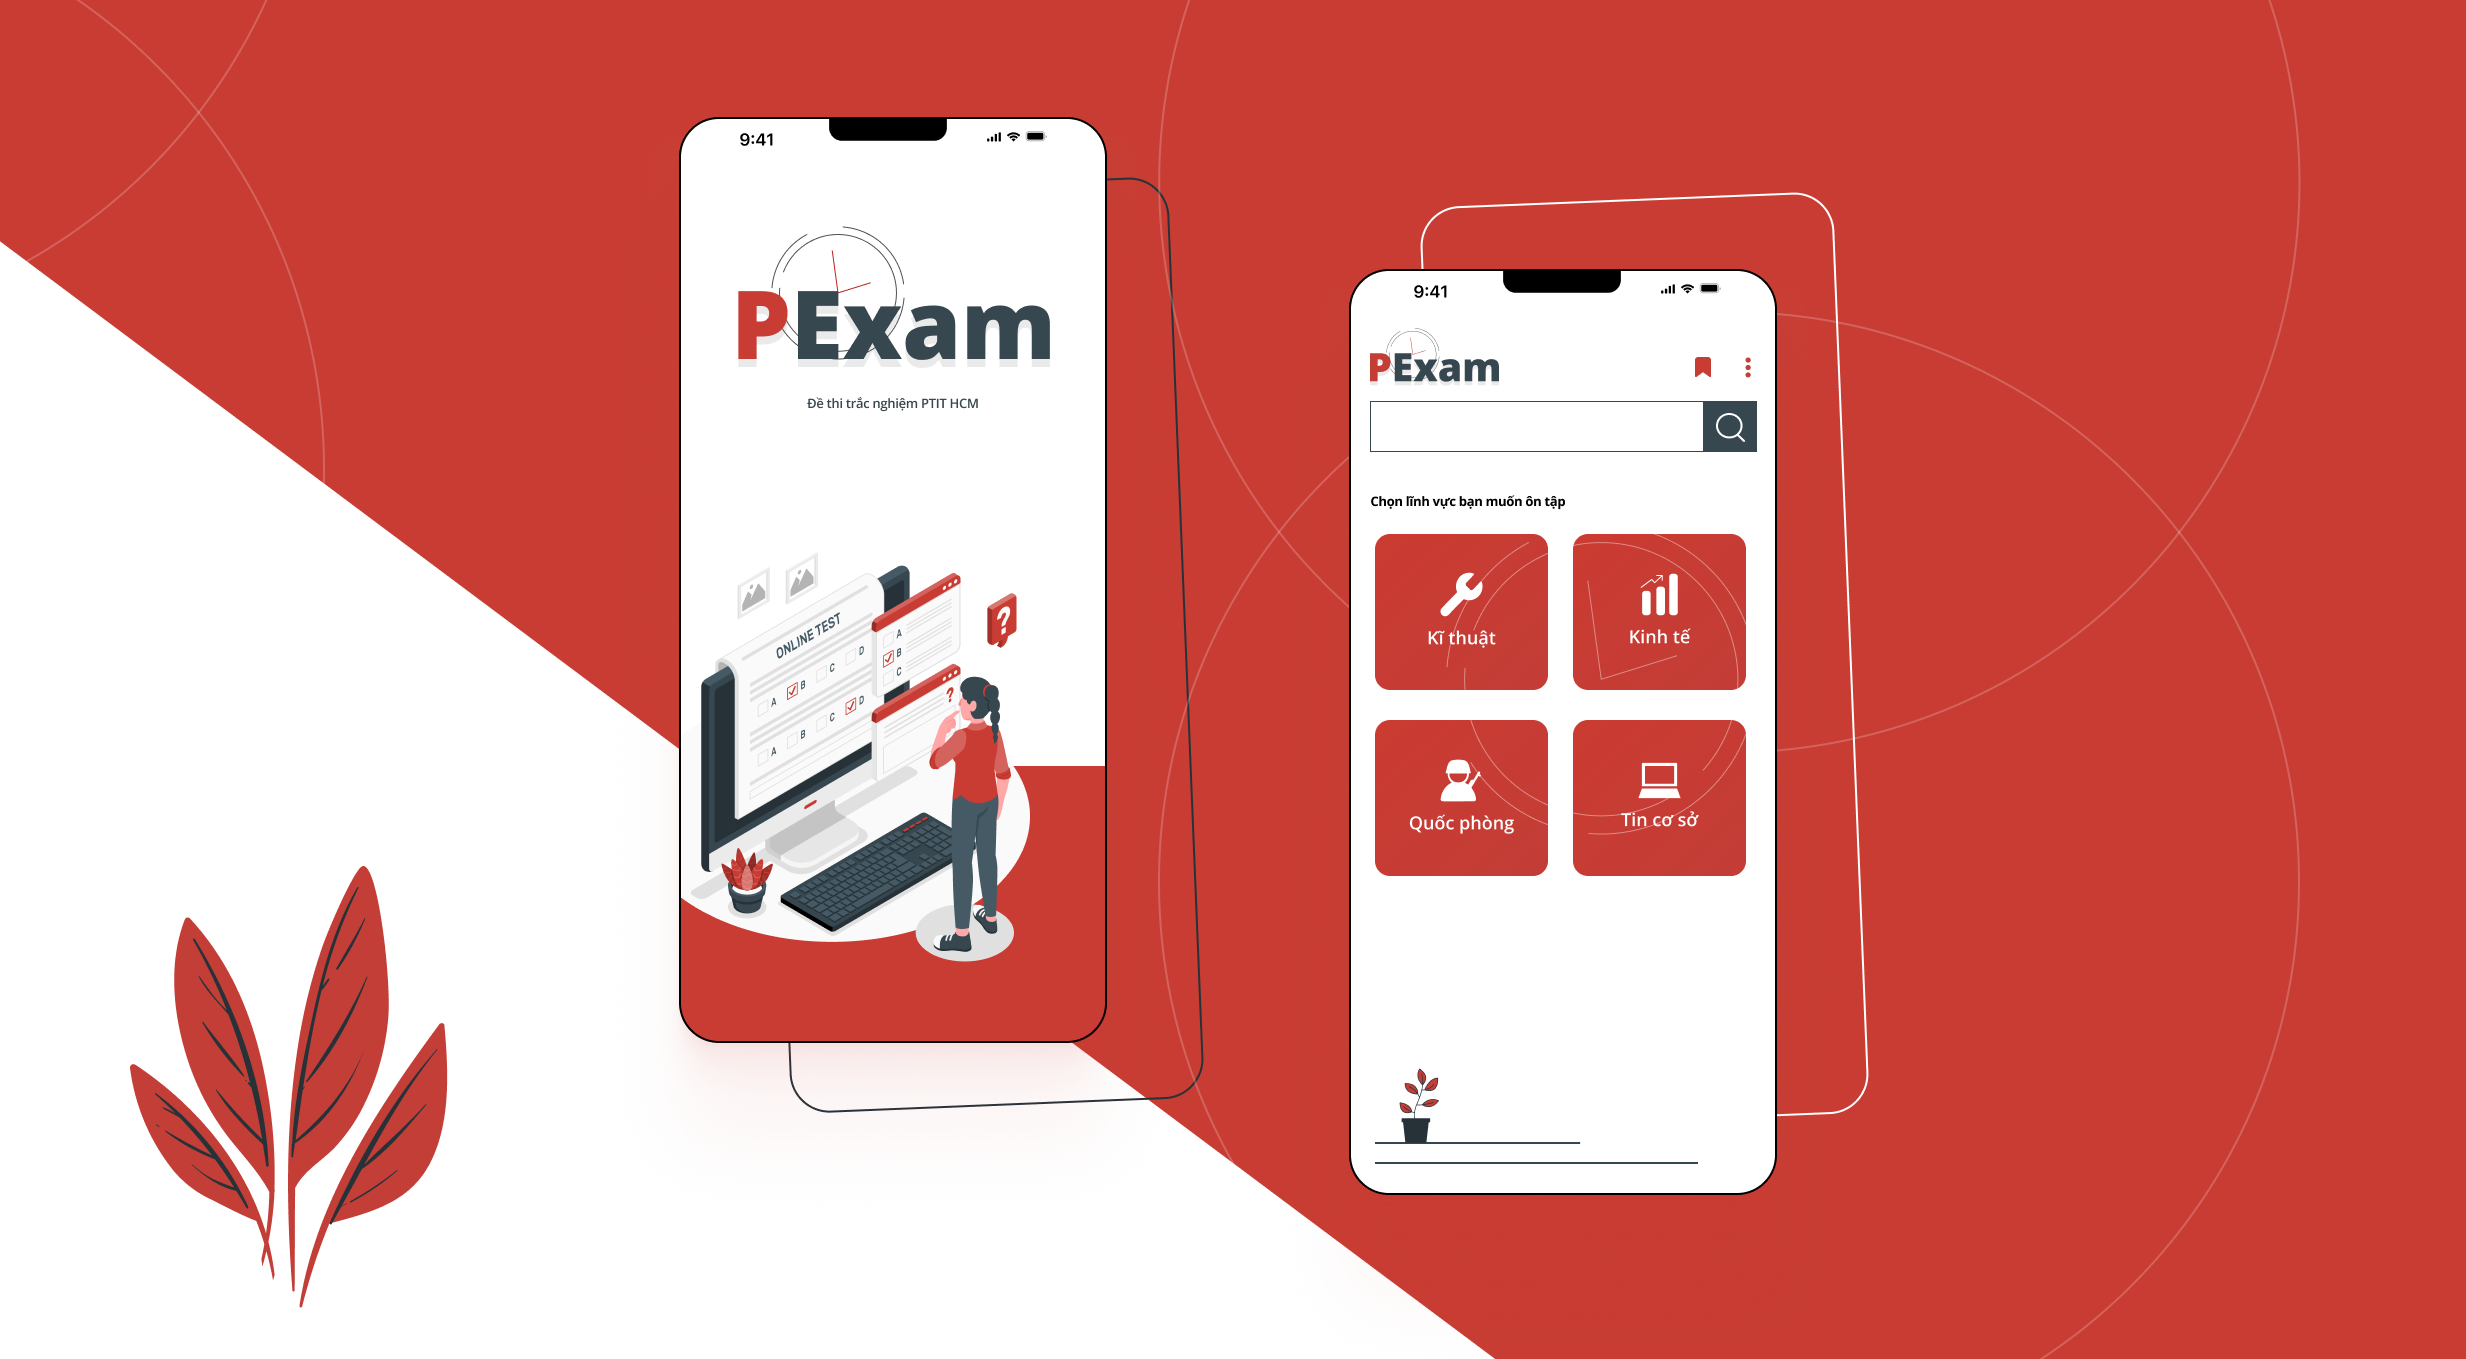 9:41
PExam
Đề thi trắc nghiệm PTIT HCM
ONLINE TEST
A B C D
A B C D
A B C
?
?
9:41
PExam
Chọn lĩnh vực bạn muốn ôn tập
Kĩ thuật
Kinh tế
Quốc phòng
Tin cơ sở